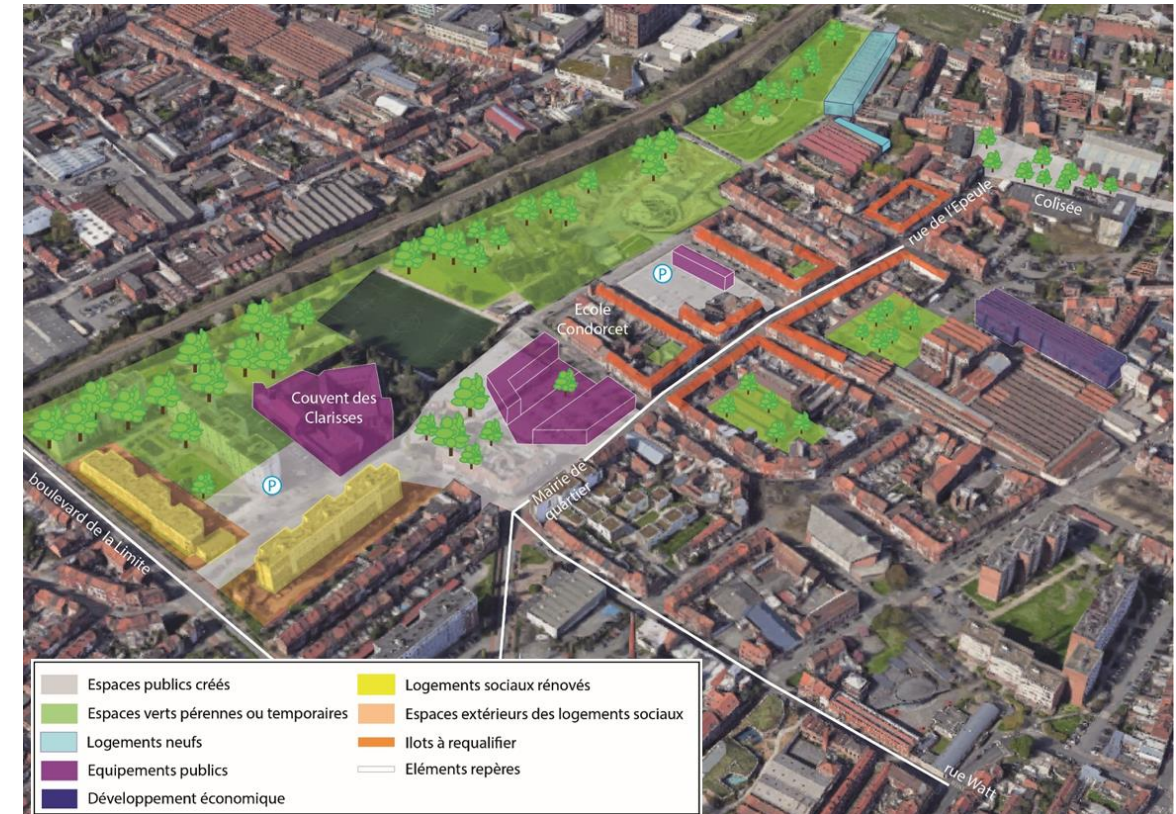 rue de l'Epeule
Colisée
P
Ecole
Condorcet
Couvent des
Clarisses
P
Mairie de
quartier
boulevard de la Limite
rue Watt
Espaces publics créés
Espaces verts pérennes ou temporaires
Logements neufs
Equipements publics
Développement économique
Logements sociaux rénovés
Espaces extérieurs des logements sociaux
Ilots à requalifier
Eléments repères